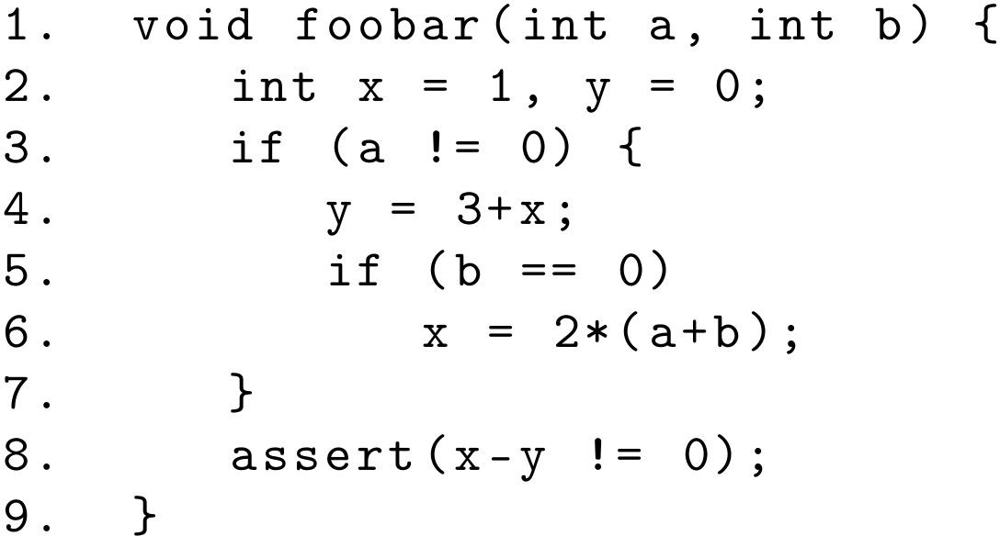 1. void foobar(int a, int b) {
2. int x = 1, y = 0;
3. if (a != 0) {
4. y = 3+x;
5. if (b == 0)
6. x = 2*(a+b);
7. }
8. assert(x-y != 0);
9. }